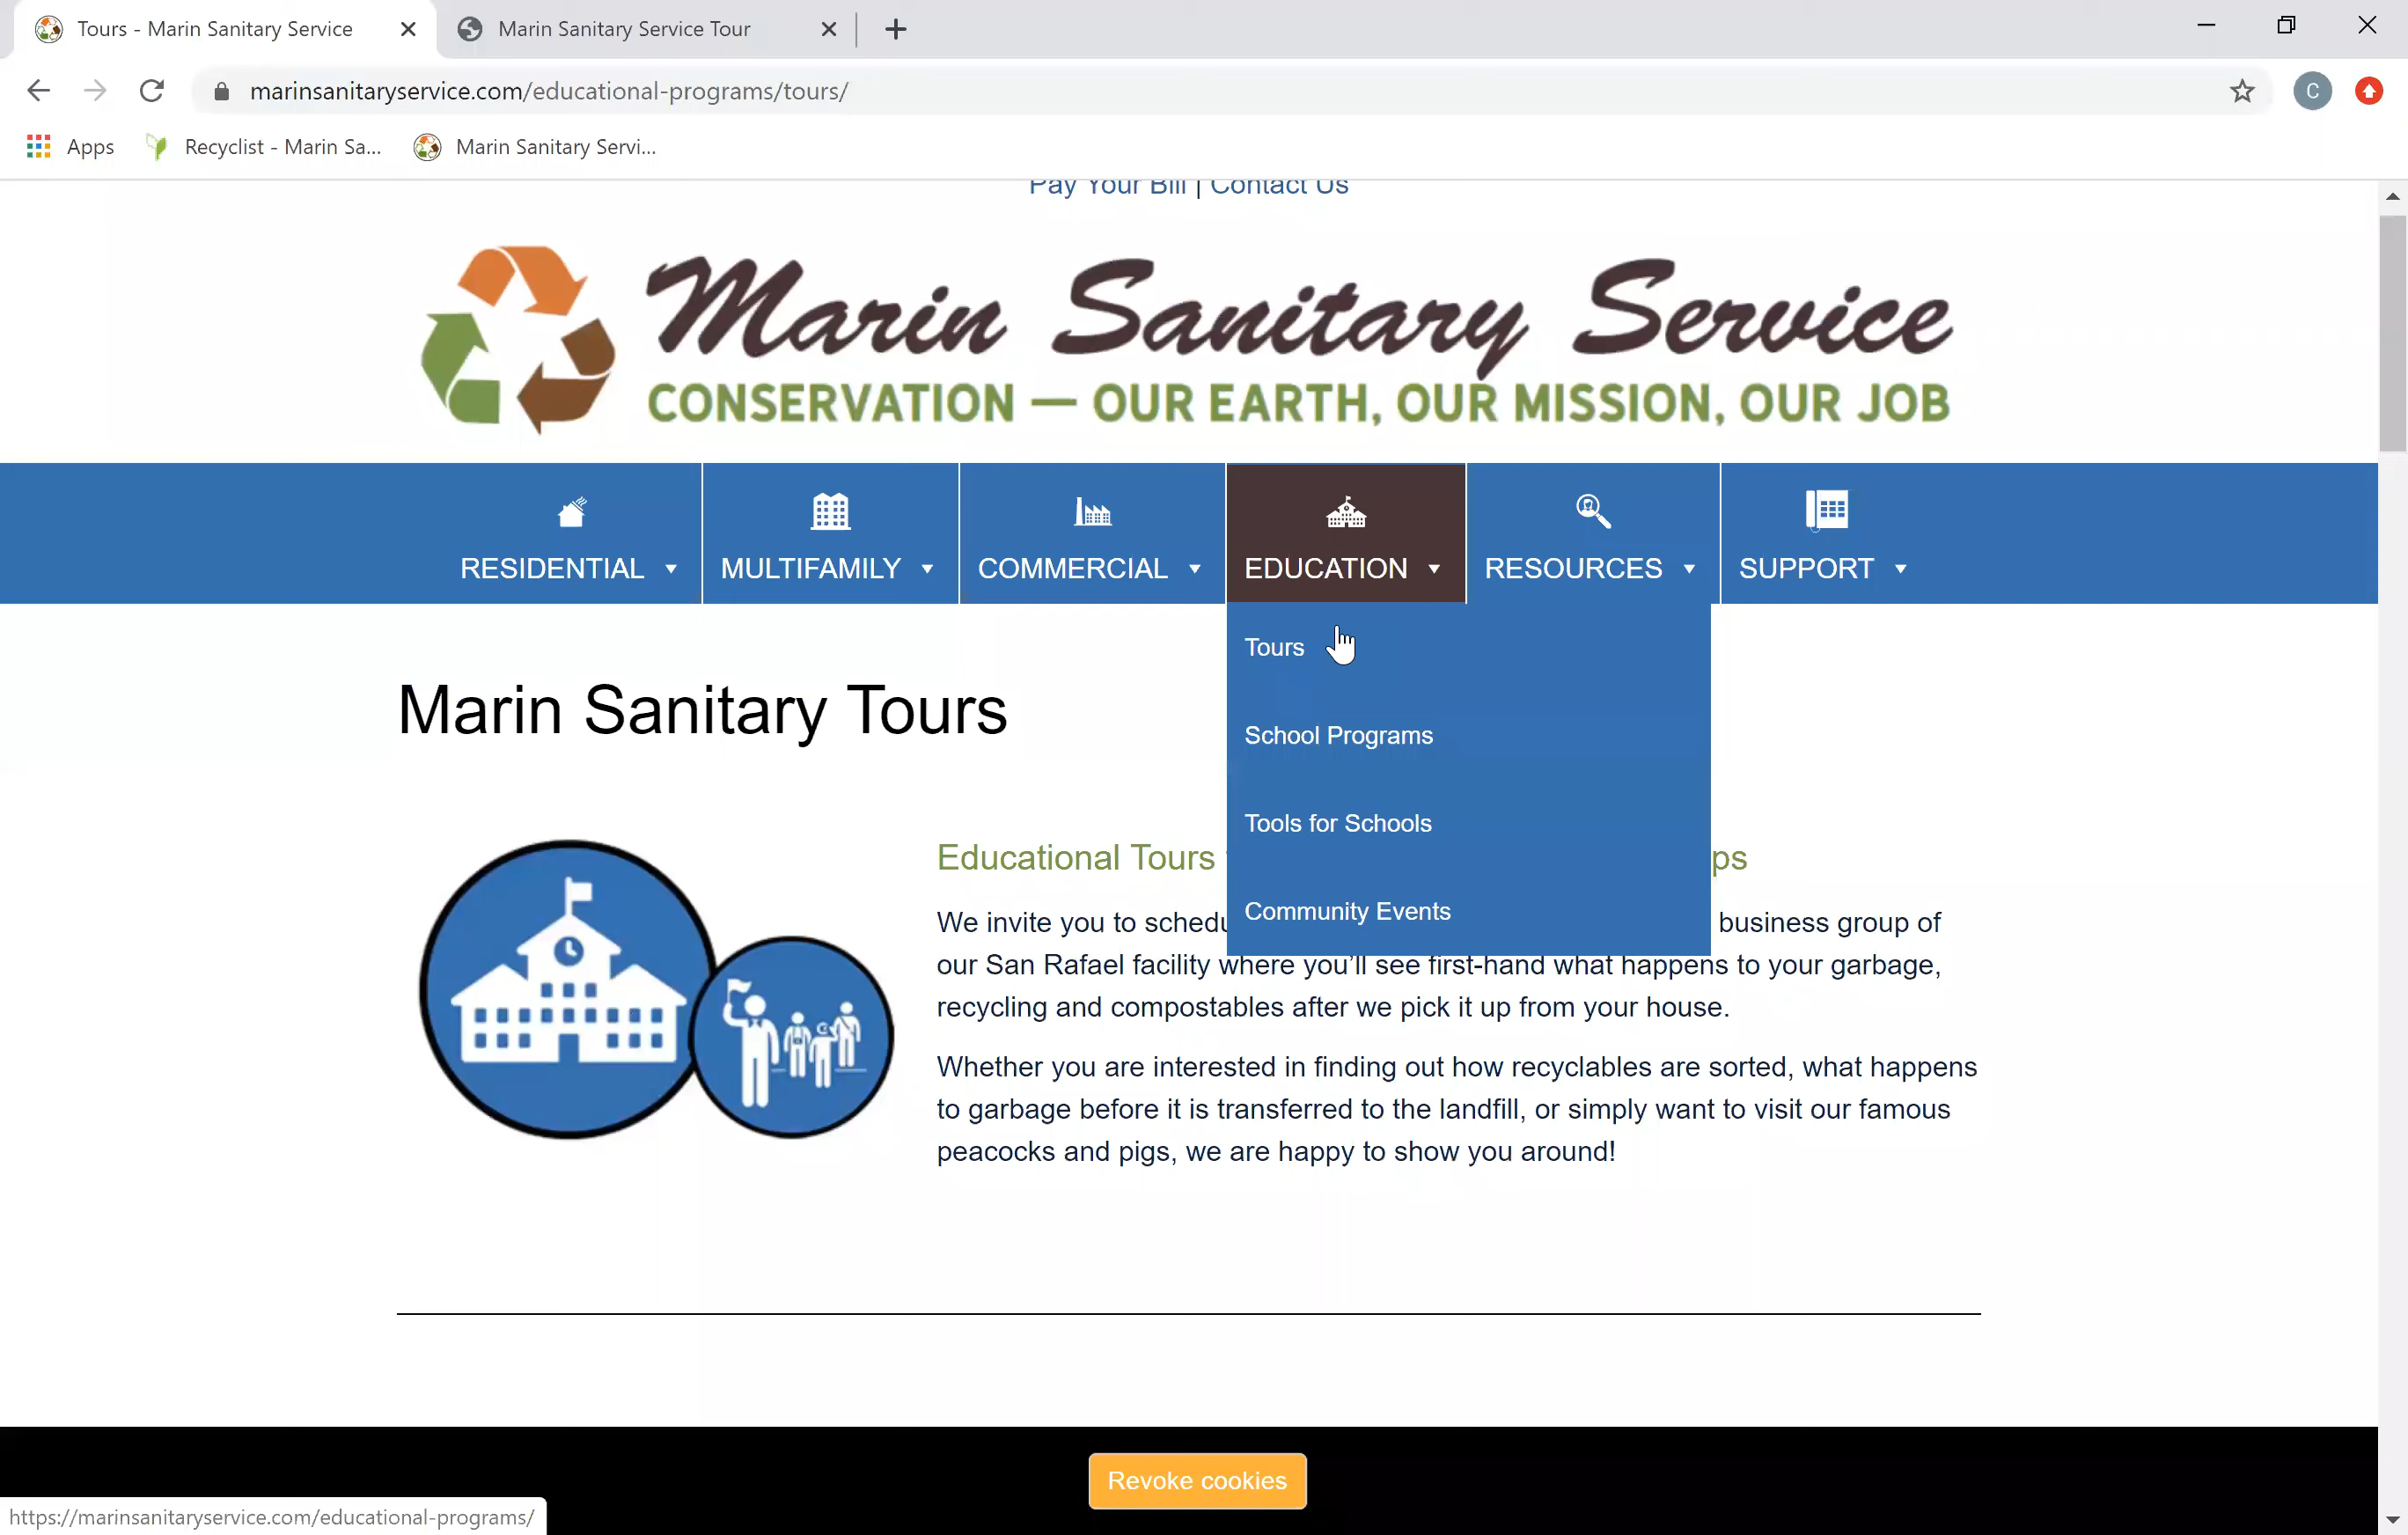 Tours - Marin Sanitary Service
Marin Sanitary Service Tour
marinsanitaryservice.com/educational-programs/tours/
C
Apps
Recyclist - Marin Sa...
Marin Sanitary Servi...
Pay Your Bill | Contact Us
Marin Sanitary Service
CONSERVATION — OUR EARTH, OUR MISSION, OUR JOB
RESIDENTIAL
MULTIFAMILY
COMMERCIAL
EDUCATION
RESOURCES
SUPPORT
Tours
School Programs
Tools for Schools
Community Events
Marin Sanitary Tours
Educational Tours ps
We invite you to schedu business group of
our San Rafael facility where you'll see first-hand what happens to your garbage,
recycling and compostables after we pick it up from your house.
Whether you are interested in finding out how recyclables are sorted, what happens
to garbage before it is transferred to the landfill, or simply want to visit our famous
peacocks and pigs, we are happy to show you around!
Revoke cookies
https://marinsanitaryservice.com/educational-programs/